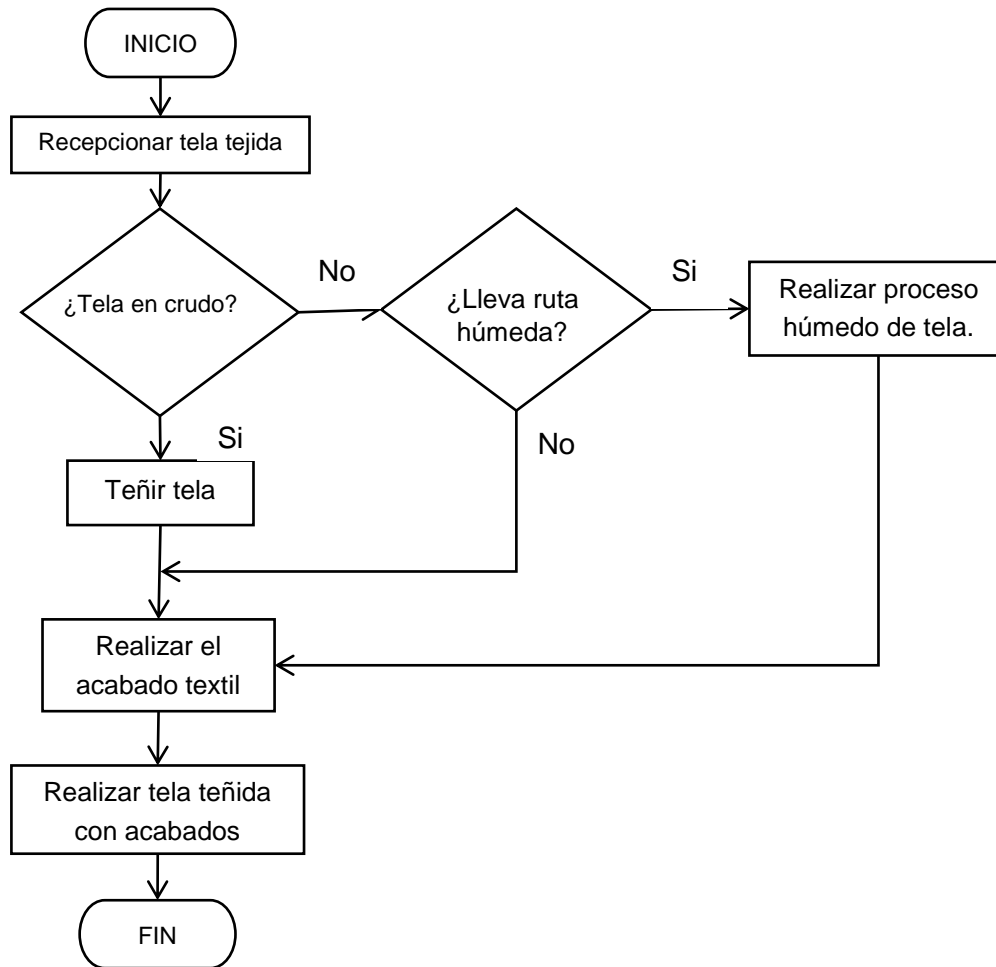 INICIO
Recepcionar tela tejida
¿Tela en crudo?
No
¿Lleva ruta
húmeda?
Si
Realizar proceso
húmedo de tela.
Si
No
Teñir tela
Realizar el
acabado textil
Realizar tela teñida
con acabados
FIN